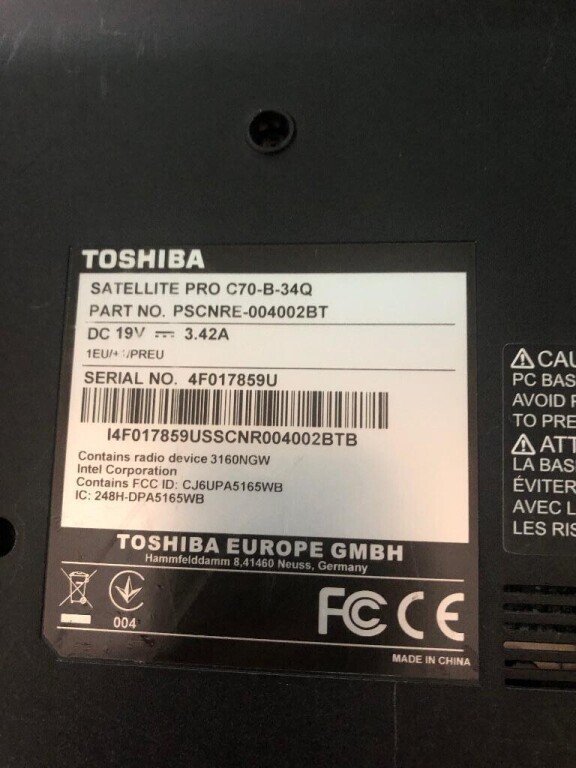 TOSHIBA
SATELLITE PRO C70-B-34Q
PART NO. PSCNRE-004002BT
DC 19V ⎓ 3.42A
SERIAL NO. 4F017859U
I4F017859USSCNR004002BTB
Contains radio device 3160NGW
Intel Corporation
Contains FCC ID: CJ6UPA5165WB
IC: 248H-DPA5165WB
TOSHIBA EUROPE GMBH
Hammfelddamm 8,41460 Neuss, Germany
004
FC CE
MADE IN CHINA
CAU
PC BAS
AVOID
TO PRE
ATT
LA BAS
ÉVITER
AVEC L
LES RIS